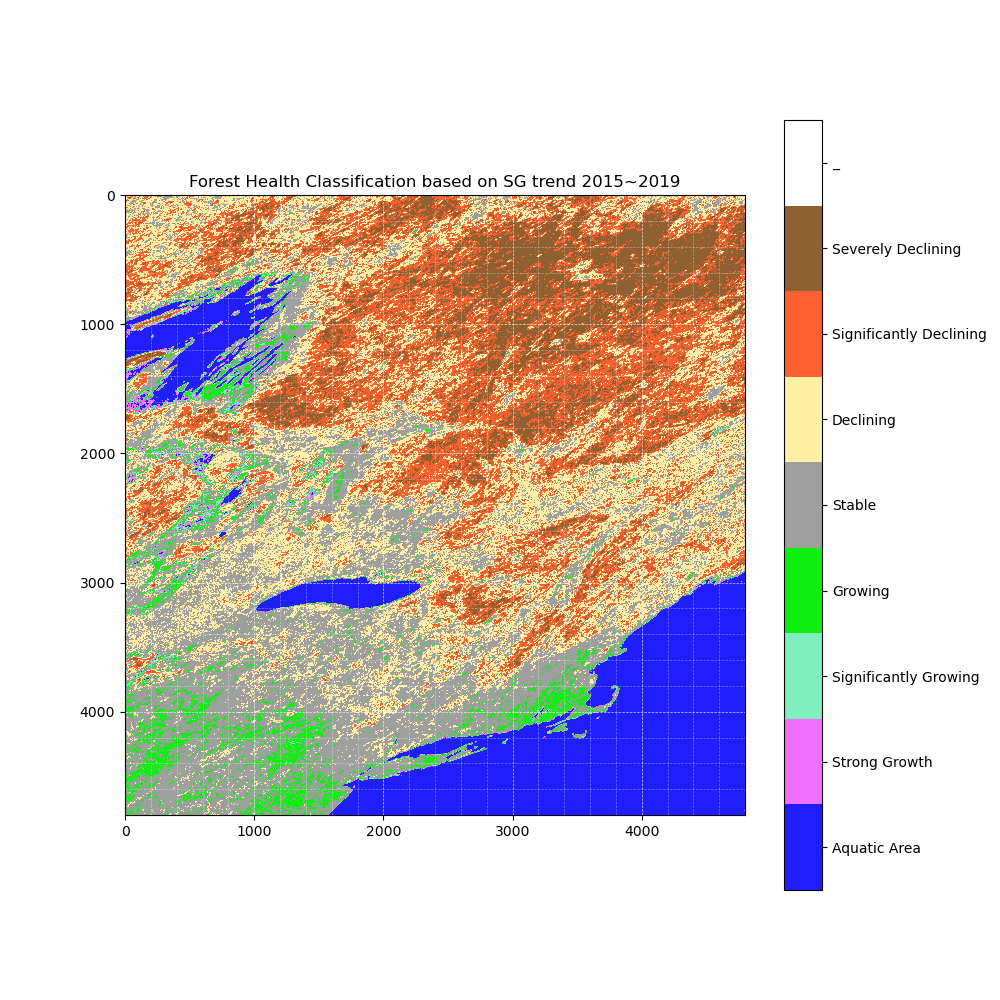 Forest Health Classification based on SG trend 2015~2019
0
1000
2000
3000
4000
0
1000
2000
3000
4000
_
Severely Declining
Significantly Declining
Declining
Stable
Growing
Significantly Growing
Strong Growth
Aquatic Area